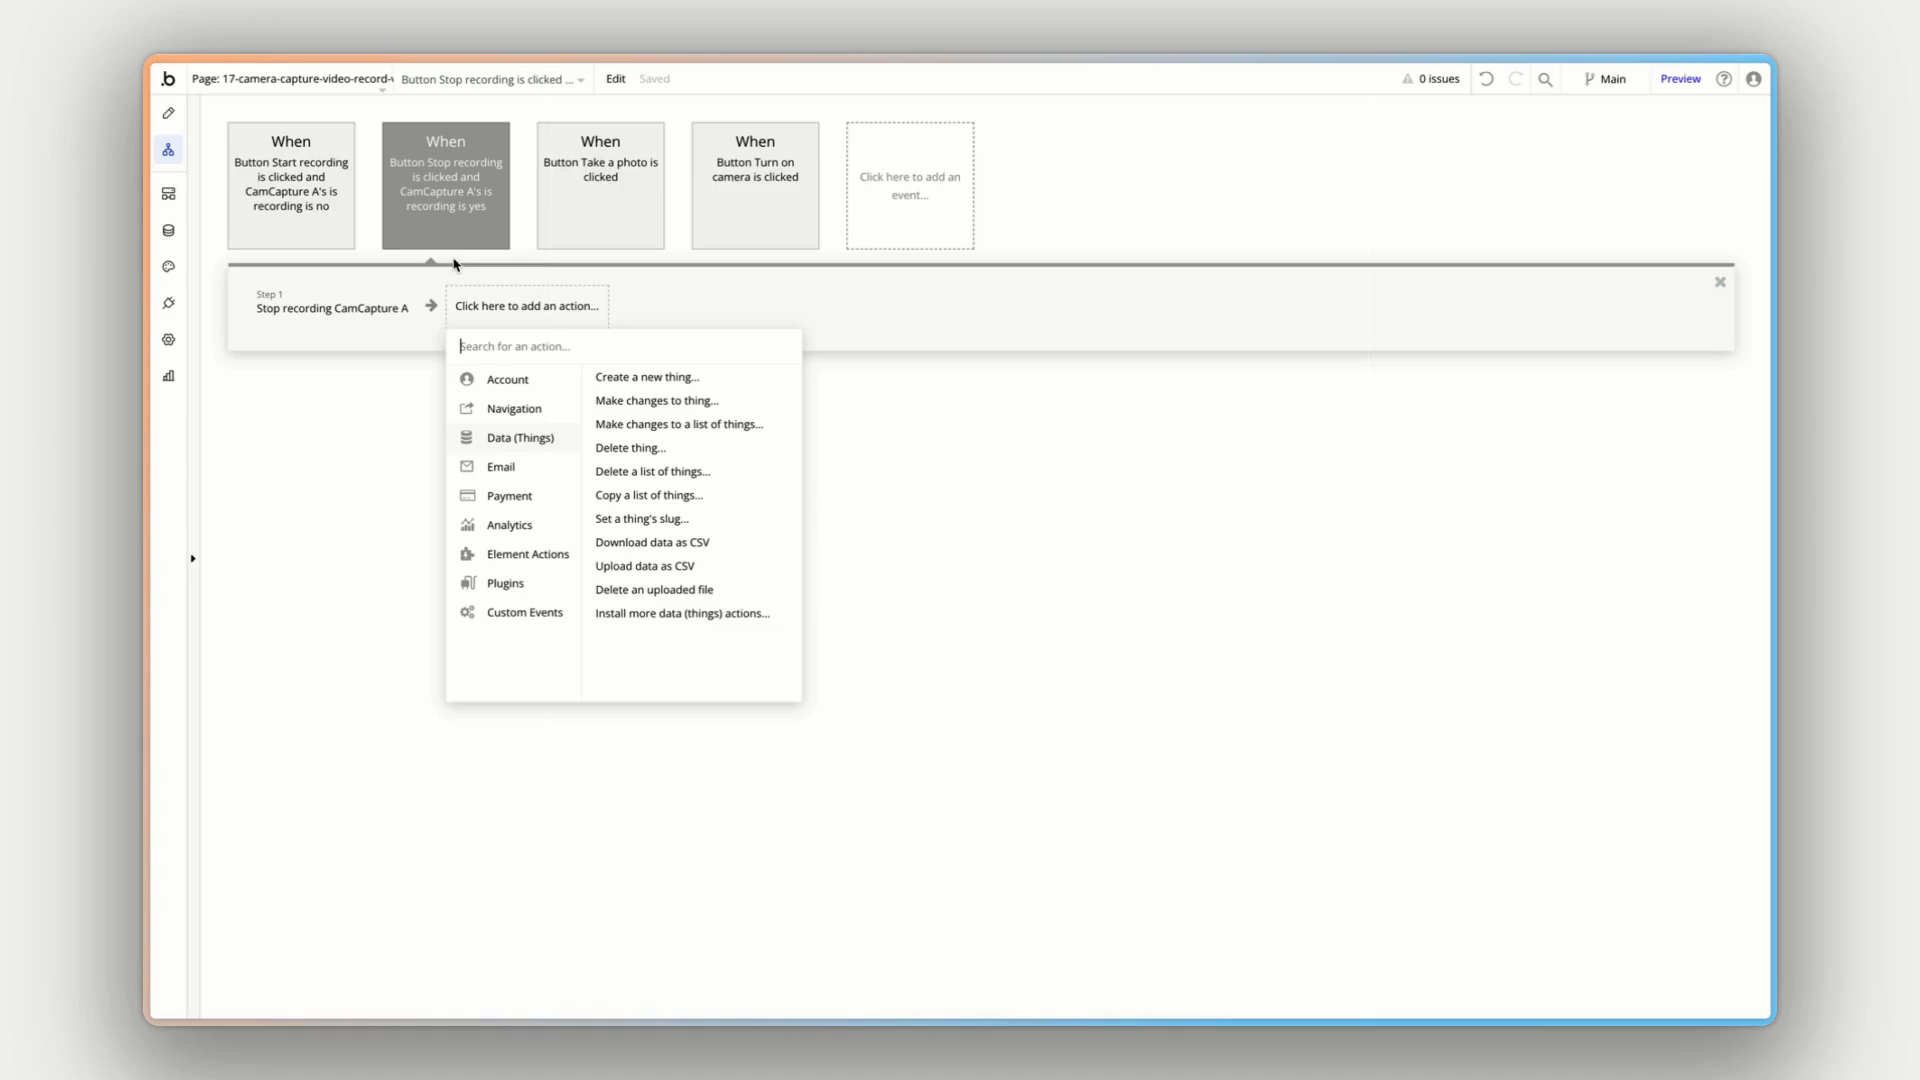 .b Page: 17-camera-capture-video-record-v Button Stop recording is clicked ... Edit Saved 0 issues Main Preview
When
Button Start recording
is clicked and
CamCapture A's is
recording is no
When
Button Stop recording
is clicked and
CamCapture A's is
recording is yes
When
Button Take a photo is
clicked
When
Button Turn on
camera is clicked
Click here to add an
event...
Step 1
Stop recording CamCapture A
Click here to add an action...
Search for an action...
Account
Navigation
Data (Things)
Email
Payment
Analytics
Element Actions
Plugins
Custom Events
Create a new thing...
Make changes to thing...
Make changes to a list of things...
Delete thing...
Delete a list of things...
Copy a list of things...
Set a thing's slug...
Download data as CSV
Upload data as CSV
Delete an uploaded file
Install more data (things) actions...